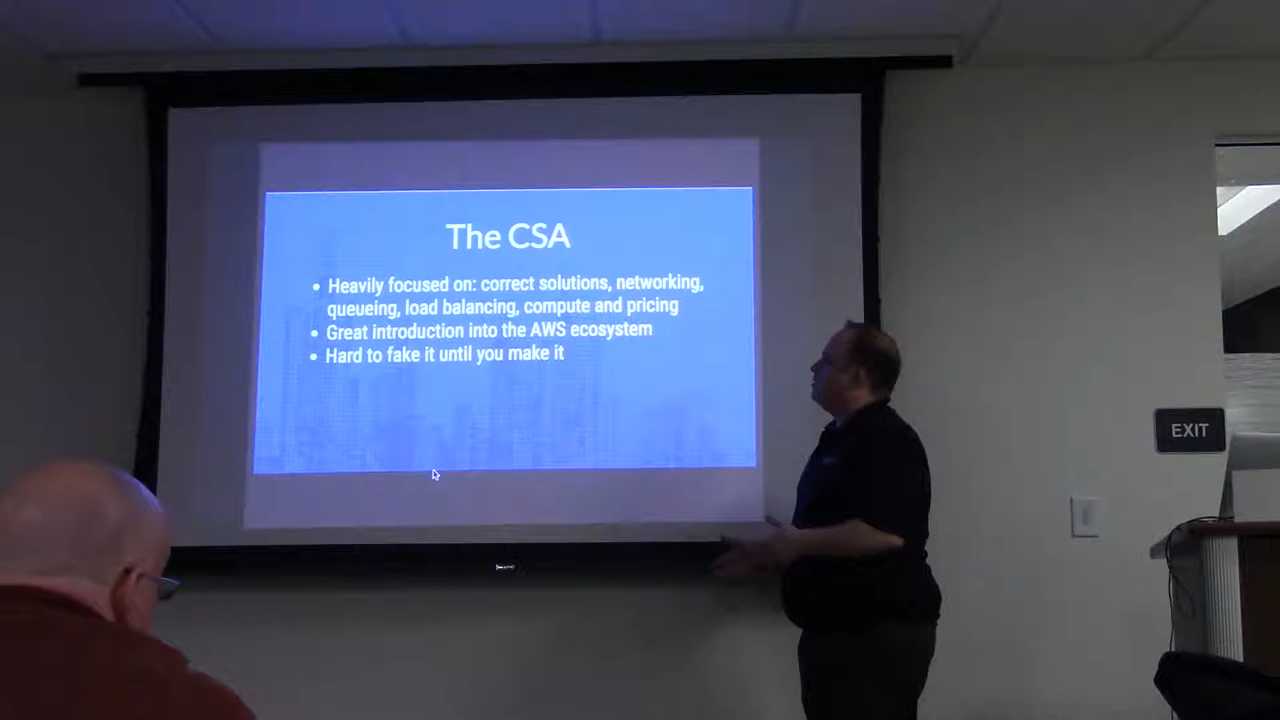 The CSA
• Heavily focused on: correct solutions, networking,
queueing, load balancing, compute and pricing
• Great introduction into the AWS ecosystem
• Hard to fake it until you make it
EXIT